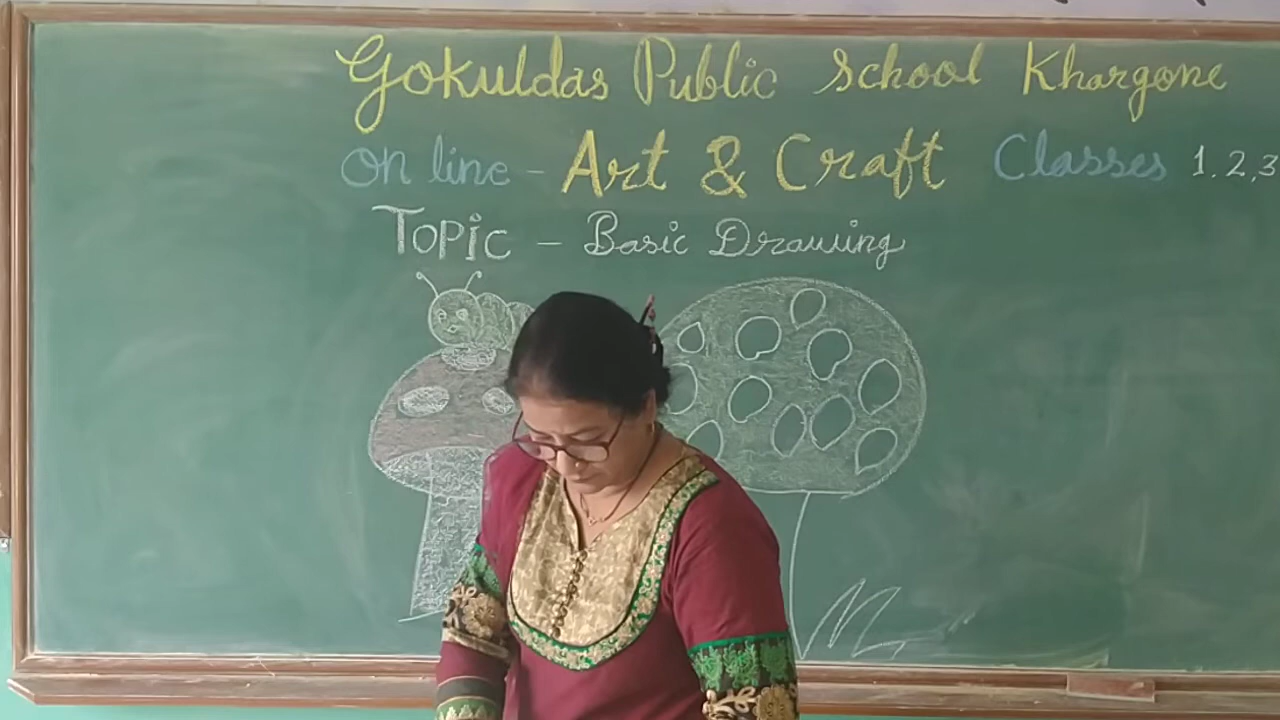 Gokuldas Public School Khargone
On line - Art & Craft Classes 1.2,3
Topic - Basic Drawing